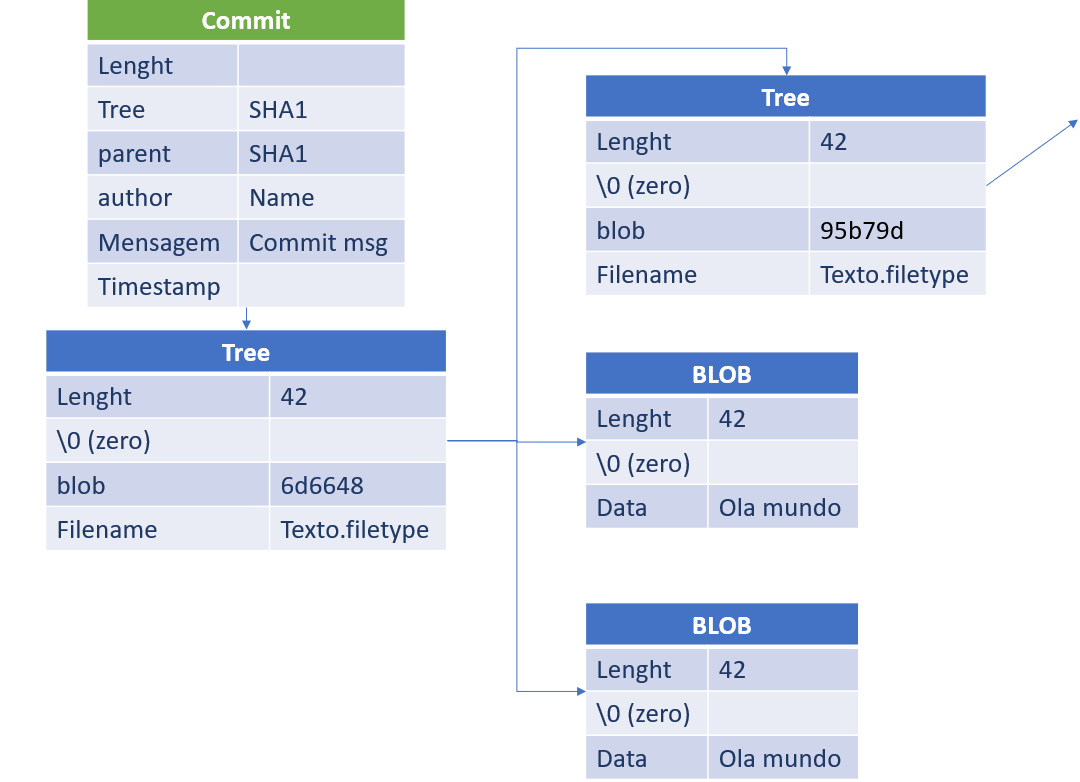 Commit
Lenght
Tree SHA1
parent SHA1
author Name
Mensagem Commit msg
Timestamp
Tree
Lenght 42
\0 (zero)
blob 6d6648
Filename Texto.filetype
Tree
Lenght 42
\0 (zero)
blob 95b79d
Filename Texto.filetype
BLOB
Lenght 42
\0 (zero)
Data Ola mundo
BLOB
Lenght 42
\0 (zero)
Data Ola mundo